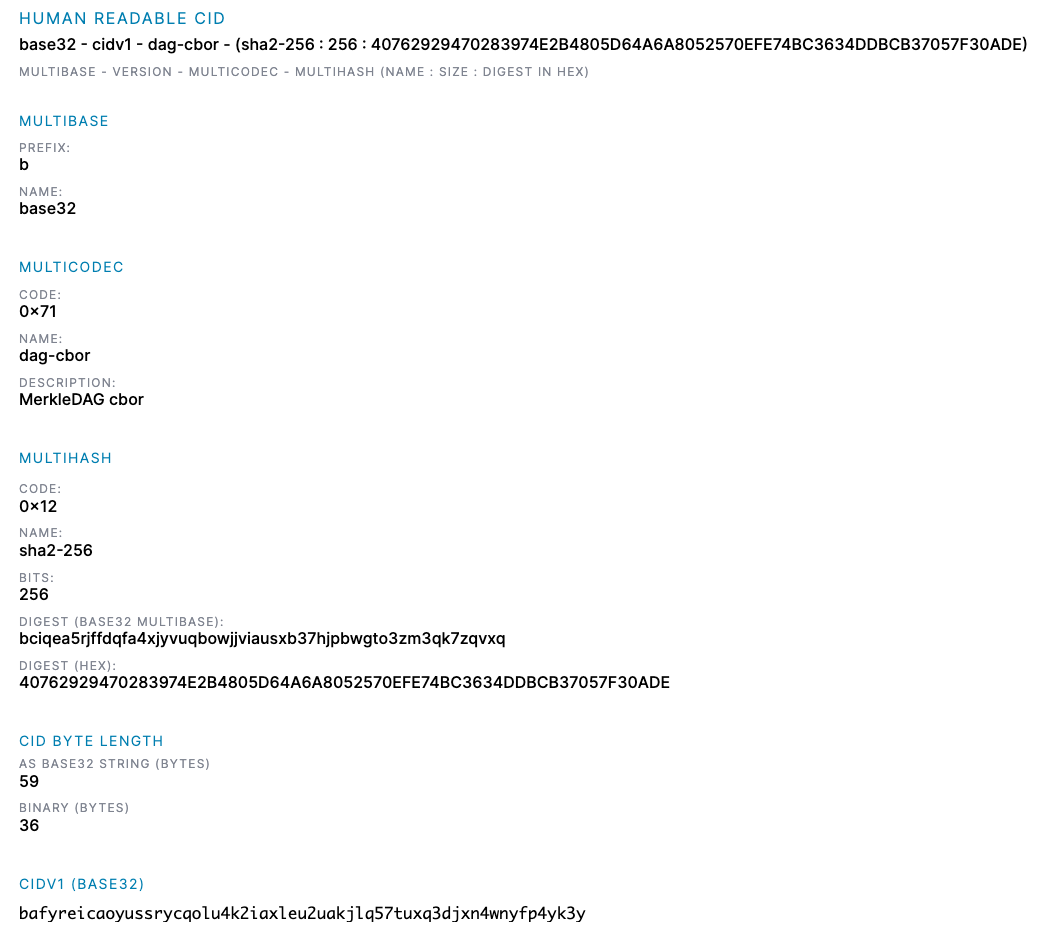 HUMAN READABLE CID
base32 - cidv1 - dag-cbor - (sha2-256 : 256 : 40762929470283974E2B4805D64A6A8052570EFE74BC3634DDBCB37057F30ADE)
MULTIBASE - VERSION - MULTICODEC - MULTIHASH (NAME : SIZE : DIGEST IN HEX)
MULTIBASE
PREFIX:
b
NAME:
base32
MULTICODEC
CODE:
0×71
NAME:
dag-cbor
DESCRIPTION:
MerkleDAG cbor
MULTIHASH
CODE:
0×12
NAME:
sha2-256
BITS:
256
DIGEST (BASE32 MULTIBASE):
bciqea5rjffdqfa4xjyvuqbowjjviausxb37hjpbwgto3zm3qk7zqvxq
DIGEST (HEX):
40762929470283974E2B4805D64A6A8052570EFE74BC3634DDBCB37057F30ADE
CID BYTE LENGTH
AS BASE32 STRING (BYTES)
59
BINARY (BYTES)
36
CIDV1 (BASE32)
bafyreicaoyussrycqolu4k2iaxleu2uakjlq57tuxq3djxn4wnyfp4yk3y